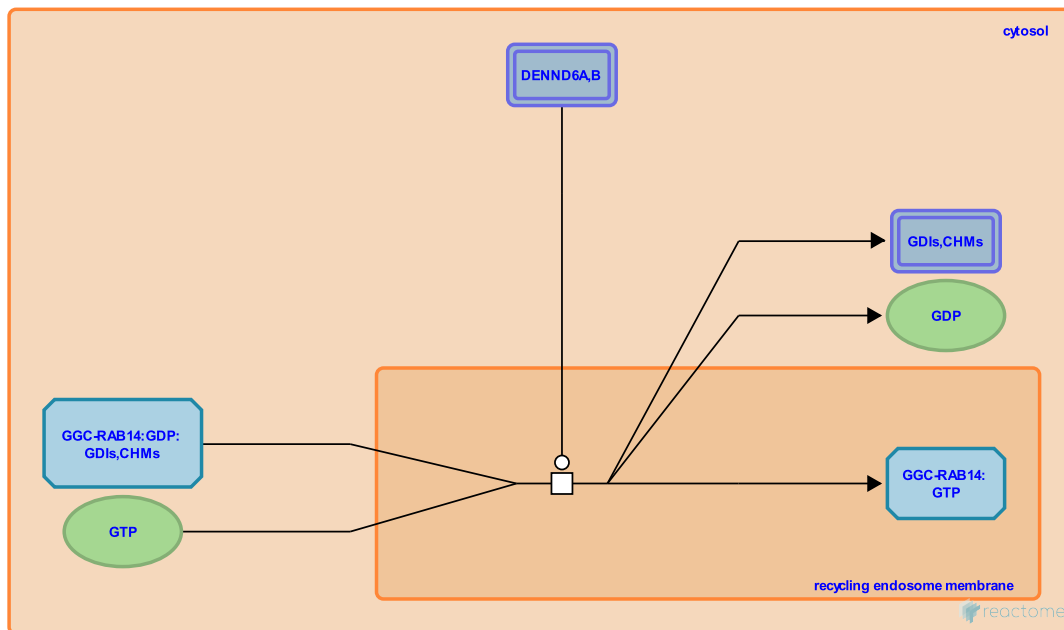 cytosol
DENND6A,B
GDIs,CHMs
GDP
GGC-RAB14:GDP:
GDIs,CHMs
GGC-RAB14:
GTP
GTP
recycling endosome membrane
reactome